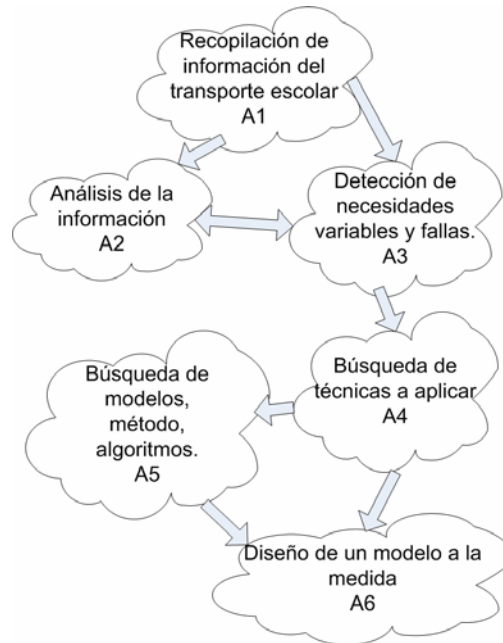 Recopilación de
información del
transporte escolar
A1
Análisis de la
información
A2
Detección de
necesidades
variables y fallas.
A3
Búsqueda de
técnicas a aplicar
A4
Búsqueda de
modelos,
método,
algoritmos.
A5
Diseño de un modelo a la
medida
A6